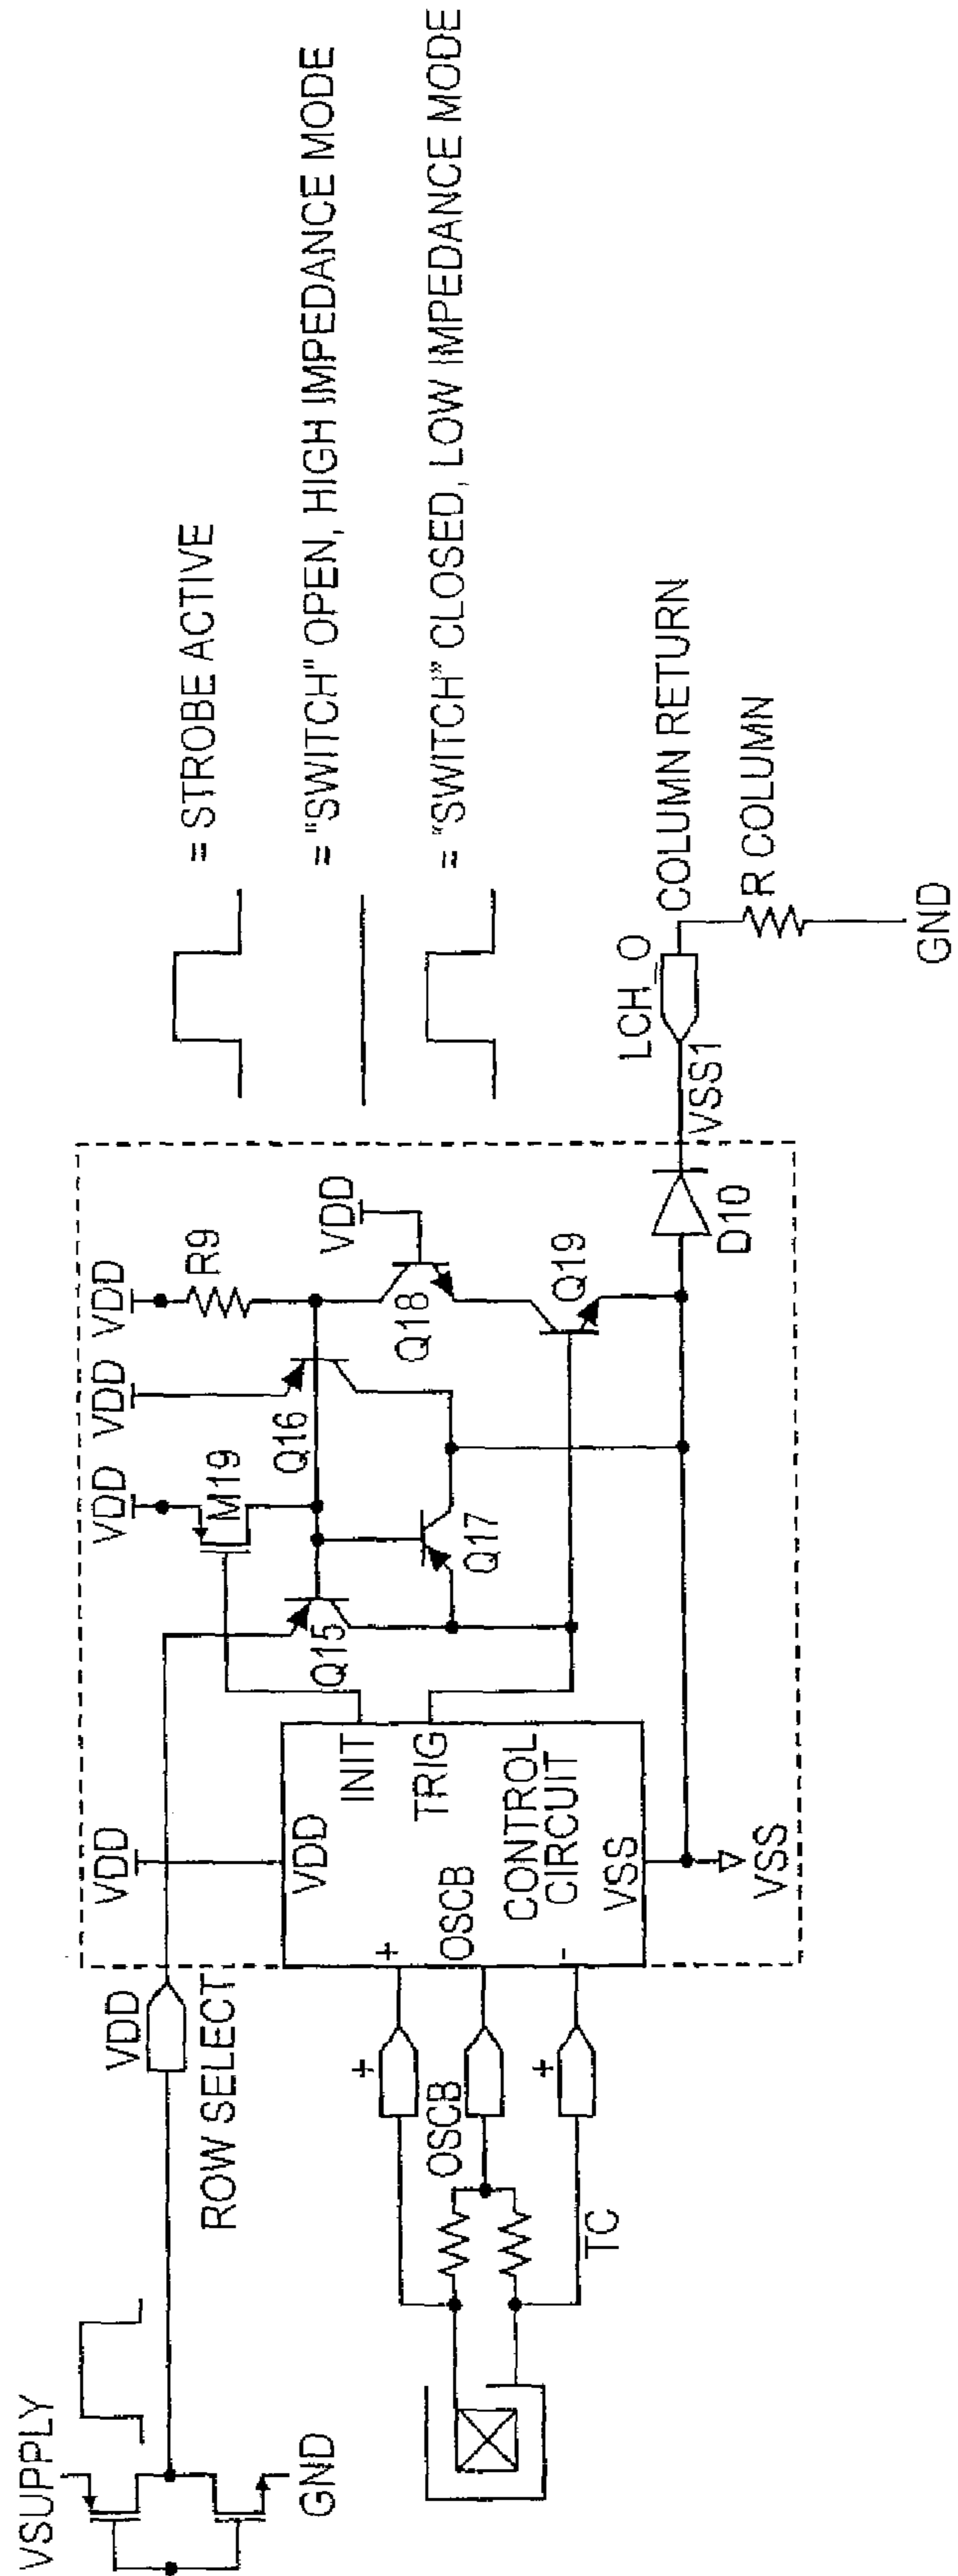 VSUPPLY
GND
VDD
ROW SELECT
+
OSCB
+
TC
VDD
VDD
+
OSCB
-
INIT
TRIG
CONTROL
CIRCUIT
VSS
VSS
VDD
M19
Q15
Q17
VDD
Q16
VDD
R9
VDD
Q18
Q19
D10
VSS1
LCH_O
COLUMN RETURN
R COLUMN
GND
= STROBE ACTIVE
= "SWITCH" OPEN, HIGH IMPEDANCE MODE
= "SWITCH" CLOSED, LOW IMPEDANCE MODE